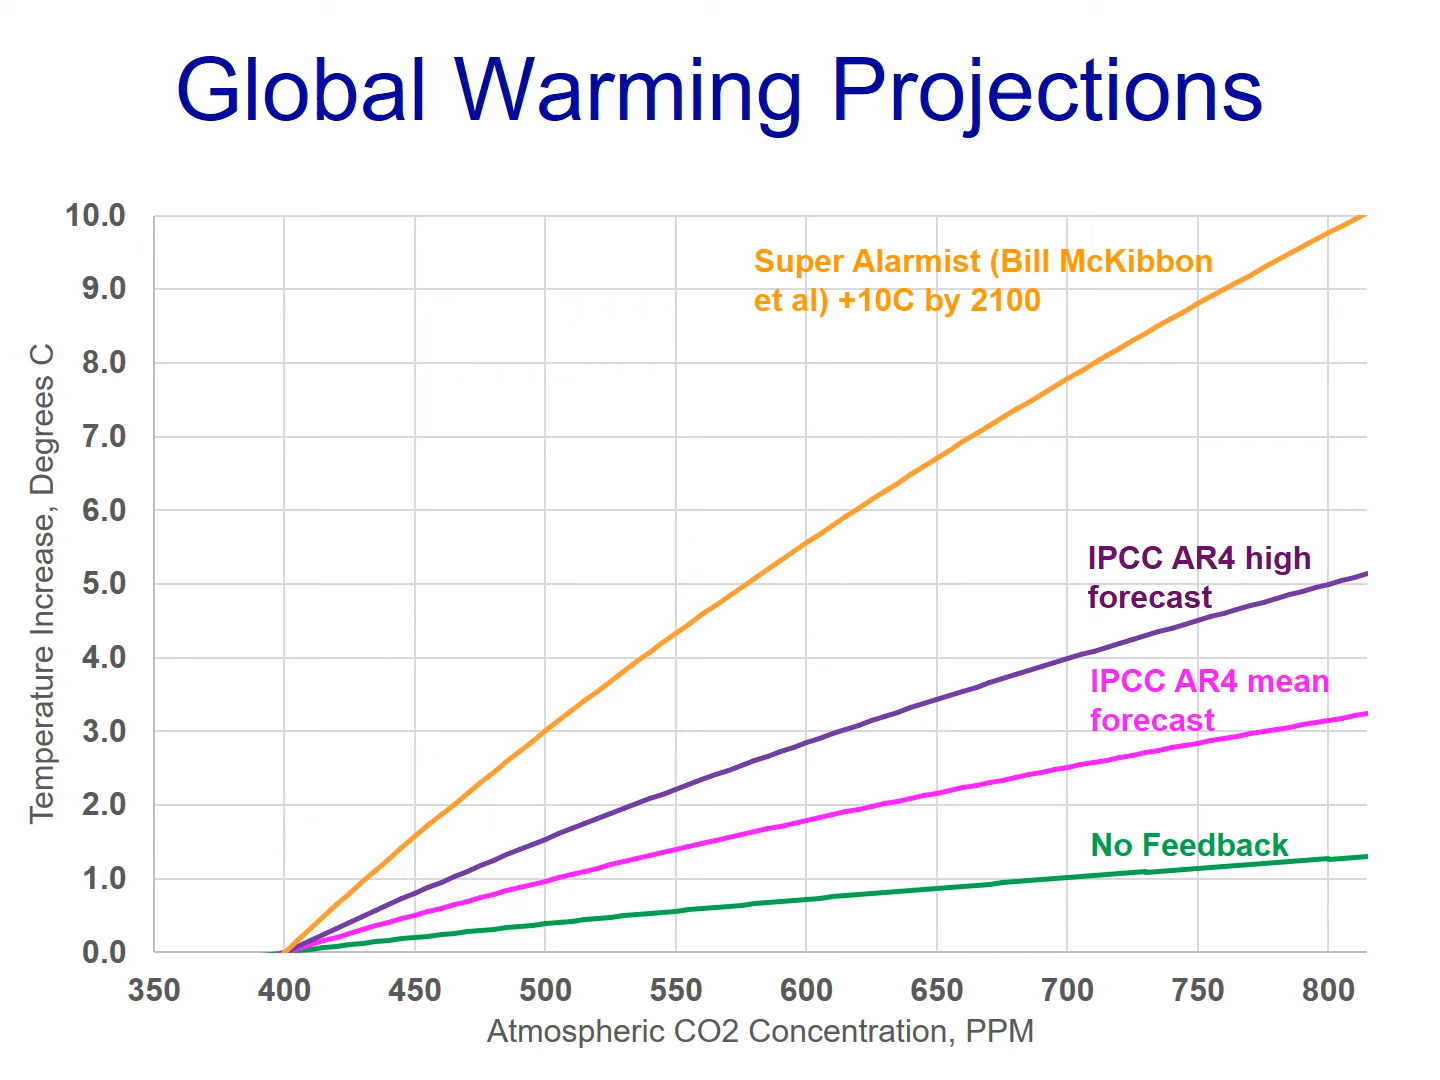 Global Warming Projections
10.0
9.0
8.0
7.0
6.0
5.0
4.0
3.0
2.0
1.0
0.0
Temperature Increase, Degrees C
Super Alarmist (Bill McKibbon
et al) +10C by 2100
IPCC AR4 high
forecast
IPCC AR4 mean
forecast
No Feedback
350 400 450 500 550 600 650 700 750 800
Atmospheric CO2 Concentration, PPM